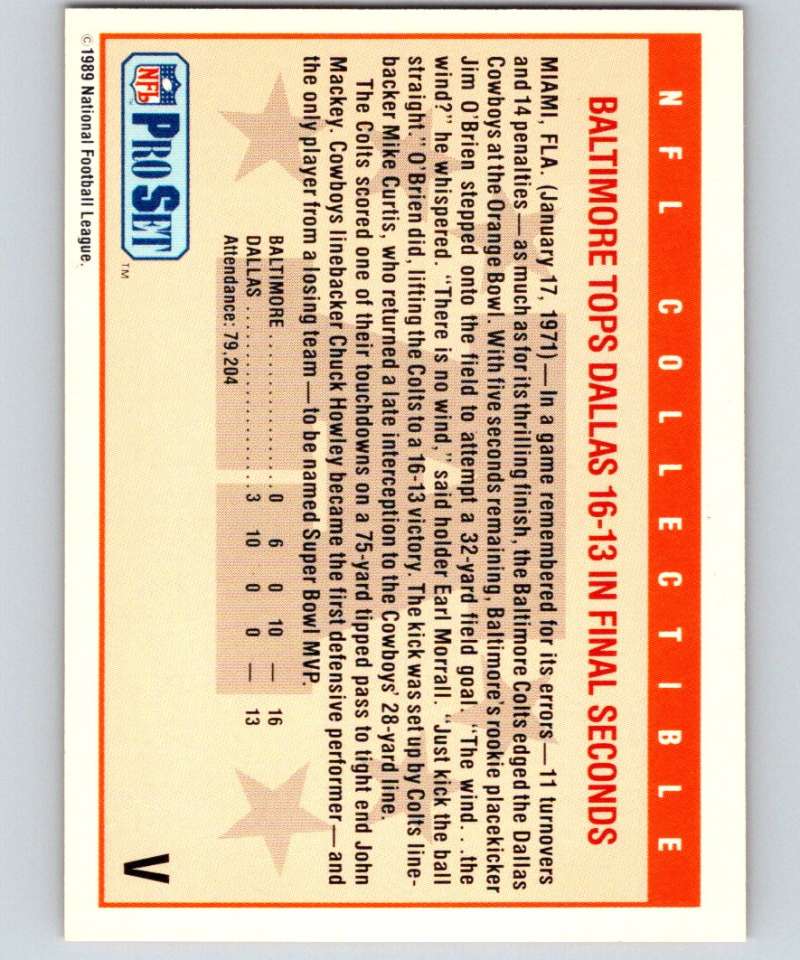 NFL COLLECTIBLE
BALTIMORE TOPS DALLAS 16-13 IN FINAL SECONDS
MIAMI, FLA. (January 17, 1971) — In a game remembered for its errors—11 turnovers
and 14 penalties—as much as for its thrilling finish, the Baltimore Colts edged the Dallas
Cowboys at the Orange Bowl. With five seconds remaining, Baltimore's rookie placekicker
Jim O'Brien stepped onto the field to attempt a 32-yard field goal. "The wind...the
wind?" he whispered. "There is no wind," said holder Earl Morrall. "Just kick the ball
straight." O'Brien did, lifting the Colts to a 16-13 victory. The kick was set up by Colts line-
backer Mike Curtis, who returned a late interception to the Cowboys' 28-yard line.
The Colts scored one of their touchdowns on a 75-yard tipped pass to tight end John
Mackey. Cowboys linebacker Chuck Howley became the first defensive performer—and
the only player from a losing team—to be named Super Bowl MVP.
BALTIMORE ................ 0 6 0 10 — 16
DALLAS ..................... 3 10 0 0 — 13
Attendance: 79,204
V
NFL PRO SET ™
© 1989 National Football League.